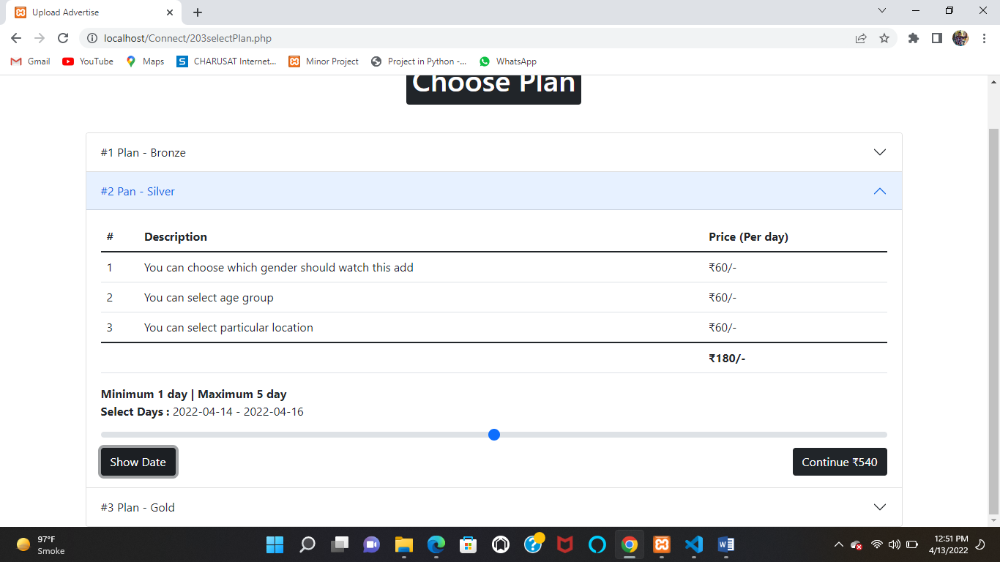 Upload Advertise
localhost/Connect/203selectPlan.php
Gmail YouTube Maps CHARUSAT Internet... Minor Project Project in Python -... WhatsApp
Choose Plan
#1 Plan - Bronze
#2 Pan - Silver
# Description Price (Per day)
1 You can choose which gender should watch this add ₹60/-
2 You can select age group ₹60/-
3 You can select particular location ₹60/-
₹180/-
Minimum 1 day | Maximum 5 day
Select Days : 2022-04-14 - 2022-04-16
Show Date Continue ₹540
#3 Plan - Gold
97°F
Smoke
12:51 PM
4/13/2022